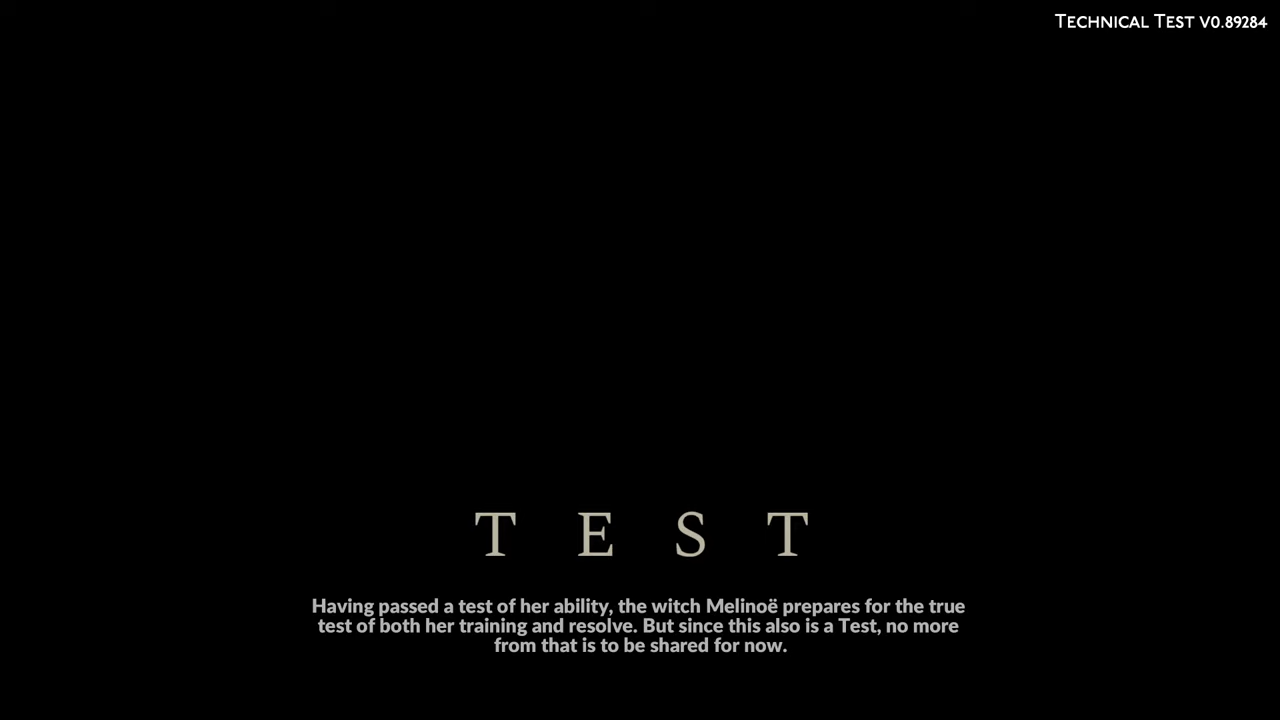 TECHNICAL TEST V0.89284
TEST
Having passed a test of her ability, the witch Melinoë prepares for the true
test of both her training and resolve. But since this also is a Test, no more
from that is to be shared for now.